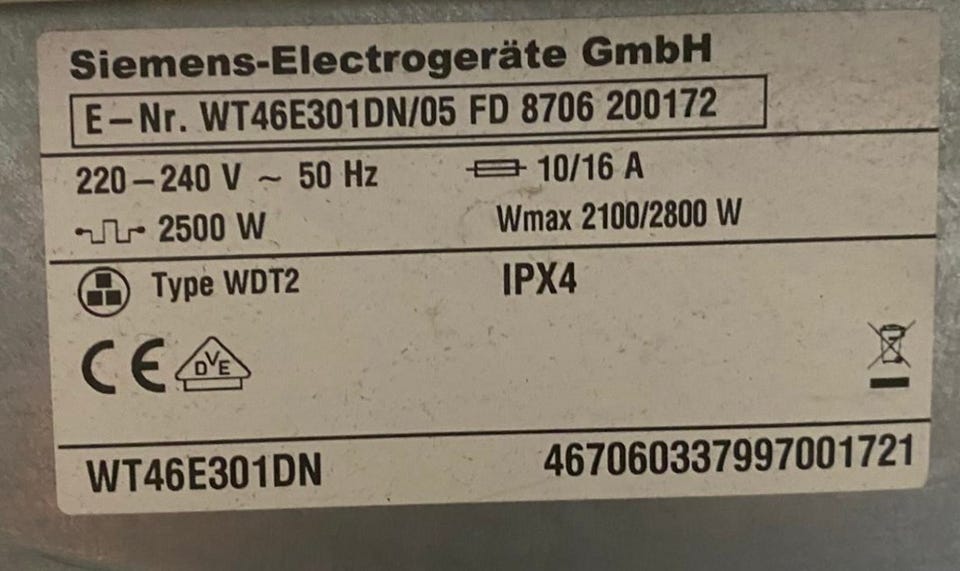 Siemens-Electrogeräte GmbH
E-Nr. WT46E301DN/05 FD 8706 200172
220-240 V ~ 50 Hz 10/16 A
2500 W Wmax 2100/2800 W
Type WDT2 IPX4
CE DVE
WT46E301DN 467060337997001721